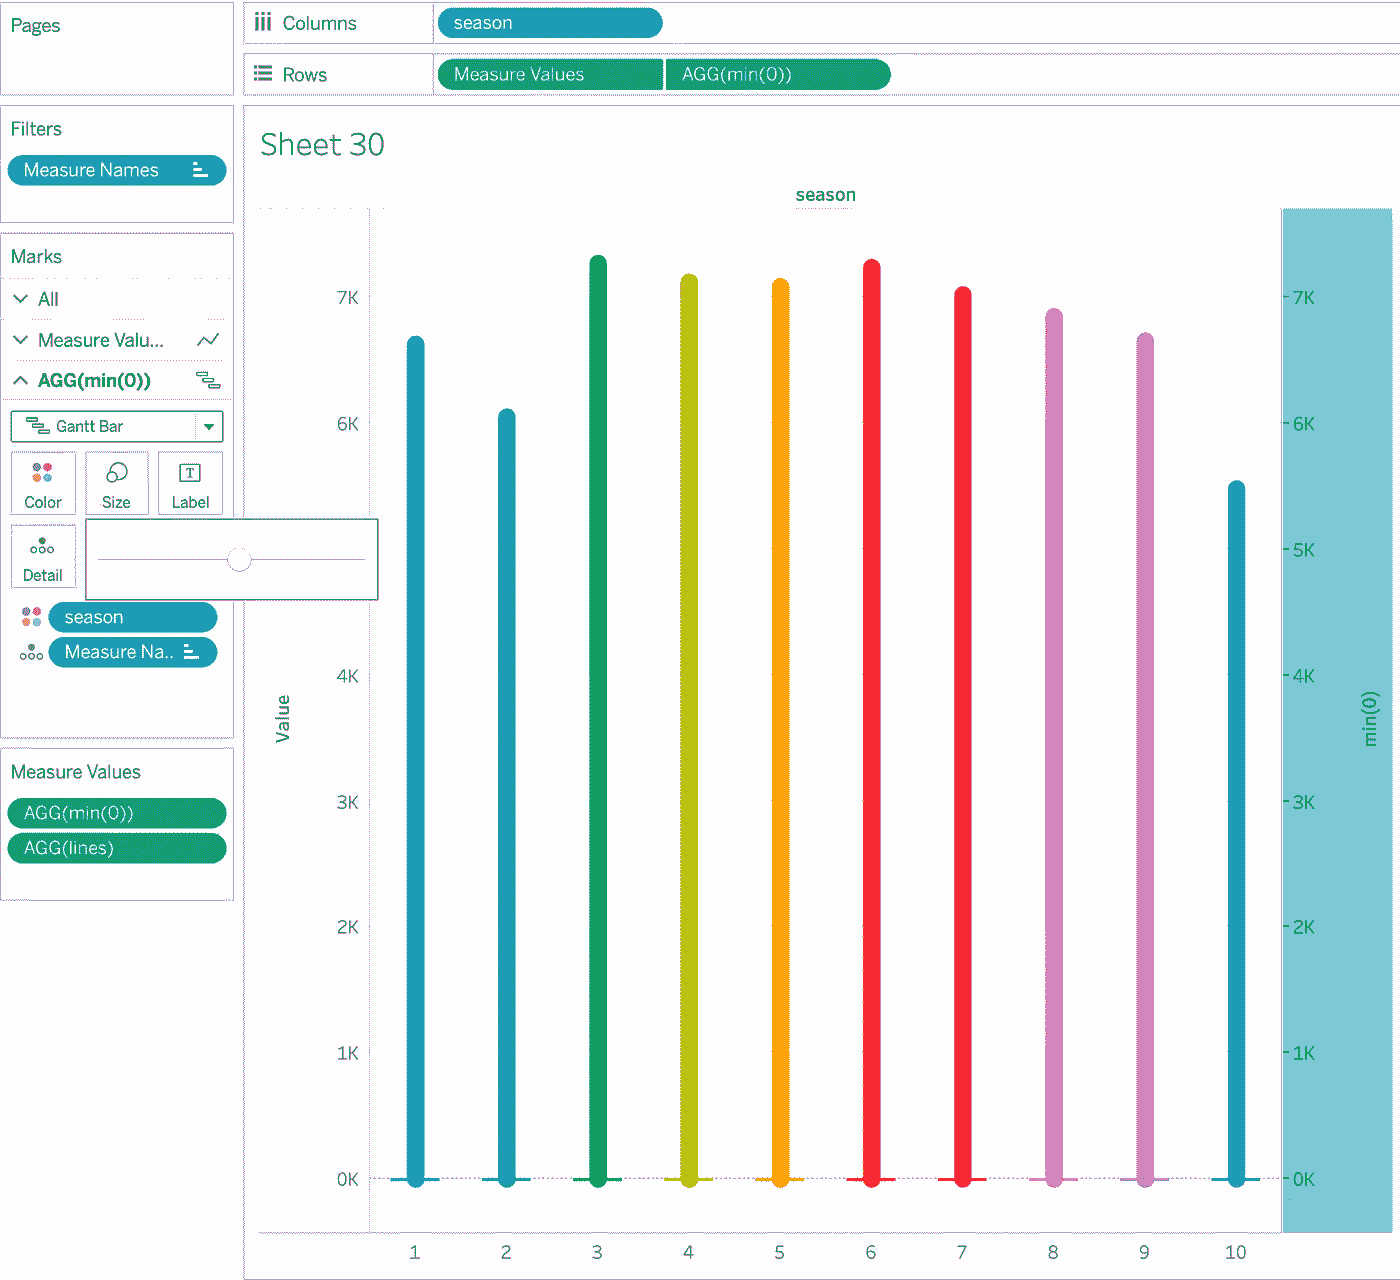 Pages
Columns
season
Rows
Measure Values
AGG(min(0))
Filters
Measure Names
Marks
All
Measure Valu...
AGG(min(0))
Gantt Bar
Color
Size
T
Label
Detail
season
Measure Na..
Measure Values
AGG(min(0))
AGG(lines)
Sheet 30
season
Value
7K
6K
4K
3K
2K
1K
0K
7K
6K
5K
4K
3K
2K
1K
0K
min(0)
1 2 3 4 5 6 7 8 9 10